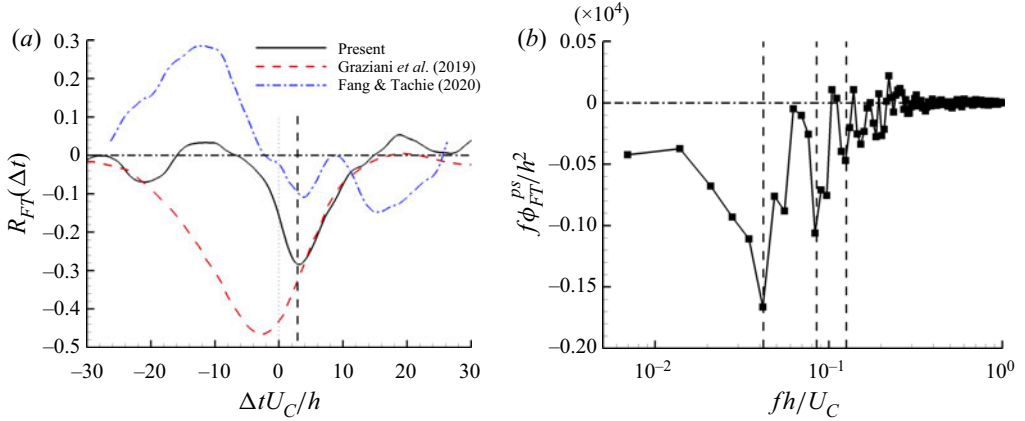 (a)
0.3
0.2
0.1
0
–0.1
–0.2
–0.3
–0.4
–0.5
R_FT(Δt)
Present
Graziani et al. (2019)
Fang & Tachie (2020)
–30
–20
–10
0
10
20
30
ΔtU_C/h
(b)
(×10⁴)
0.05
0
–0.05
–0.10
–0.15
–0.20
fϕ_FT^ps/h²
10⁻²
10⁻¹
10⁰
fh/U_C